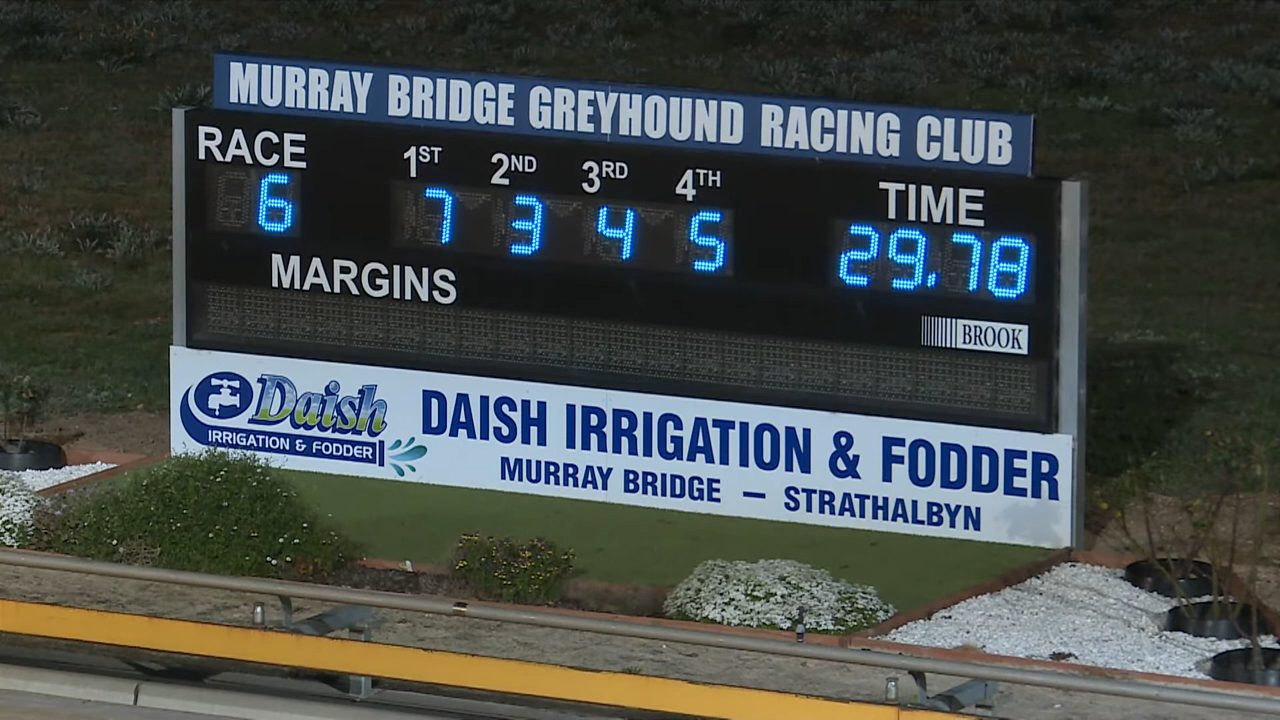 MURRAY BRIDGE GREYHOUND RACING CLUB
RACE 1ST 2ND 3RD 4TH TIME
6 7 3 4 5 29.78
MARGINS
BROOK
Daish
IRRIGATION & FODDER
DAISH IRRIGATION & FODDER
MURRAY BRIDGE – STRATHALBYN